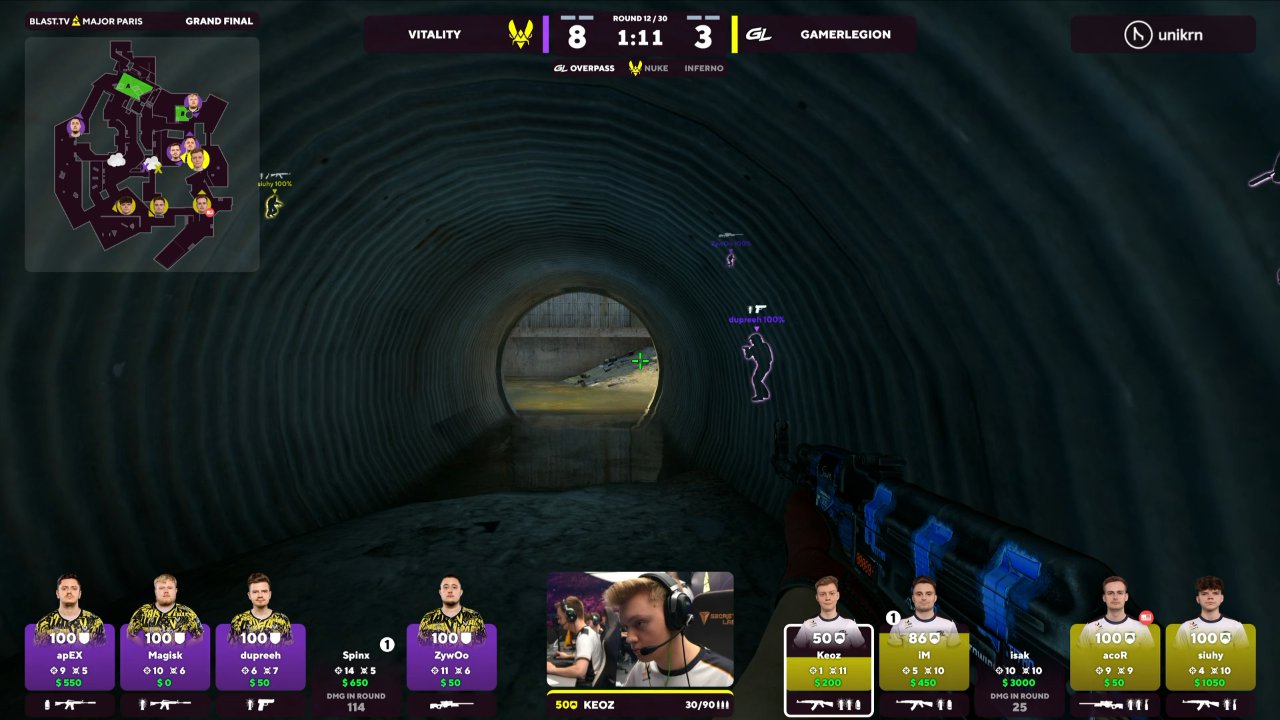 BLAST.TV MAJOR PARIS GRAND FINAL
VITALITY 8 ROUND 12 / 30 1:11 3 GL GAMERLEGION
unikrn
GL OVERPASS NUKE INFERNO
siuhy 100%
ZywOo 100%
dupreeh 100%
100 100 100 1 100 50 1 86 100 100
apEX Magisk dupreeh Spinx ZywOo Keoz iM isak acoR siuhy
9 5 10 6 6 7 14 5 11 6 1 11 5 10 10 10 9 9 4 10
$ 550 $ 0 $ 50 $ 650 $ 50 $ 200 $ 450 $ 3000 $ 50 $ 1050
DMG IN ROUND DMG IN ROUND
114 25
50 KEOZ 30/90